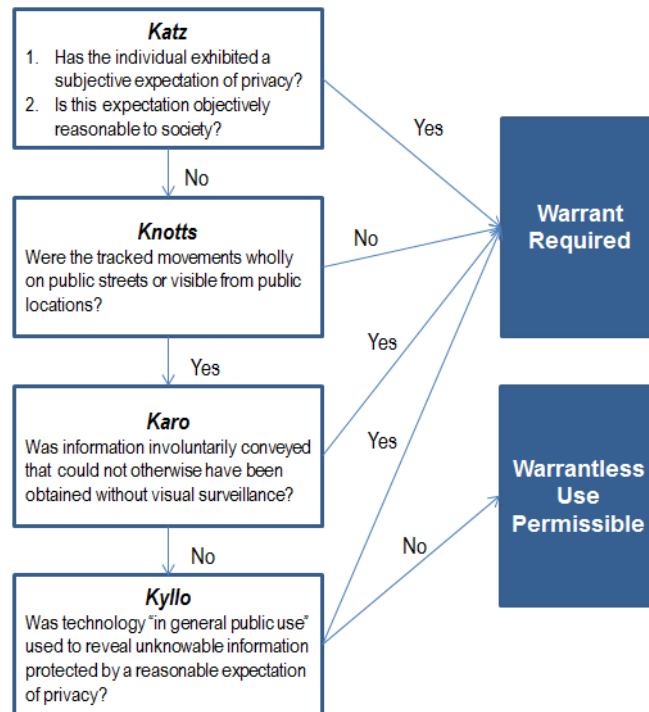 Katz
1. Has the individual exhibited a
subjective expectation of privacy?
2. Is this expectation objectively
reasonable to society?
Yes
No
Knotts
Were the tracked movements wholly
on public streets or visible from public
locations?
No
Warrant
Required
Yes
Yes
Karo
Was information involuntarily conveyed
that could not otherwise have been
obtained without visual surveillance?
Yes
Warrantless
Use
Permissible
No
No
Kyllo
Was technology “in general public use”
used to reveal unknowable information
protected by a reasonable expectation
of privacy?